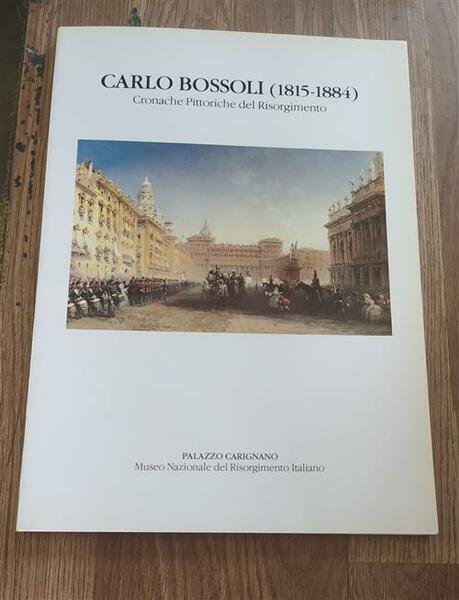 CARLO BOSSOLI (1815-1884)
Cronache Pittoriche del Risorgimento
PALAZZO CARIGNANO
Museo Nazionale del Risorgimento Italiano